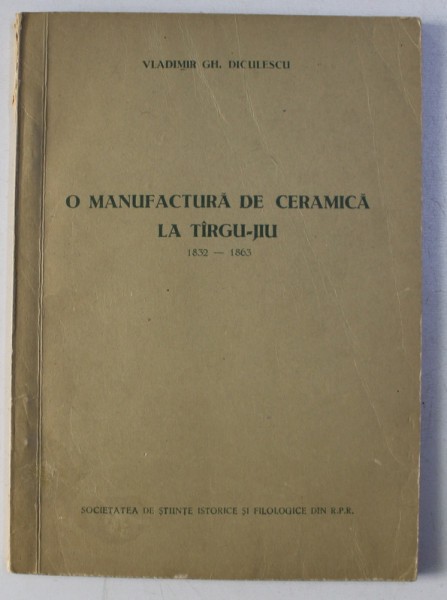 VLADIMIR GH. DICULESCU
O MANUFACTURĂ DE CERAMICĂ
LA TÎRGU-JIU
1832 — 1863
SOCIETATEA DE ȘTIINȚE ISTORICE ȘI FILOLOGICE DIN R.P.R.